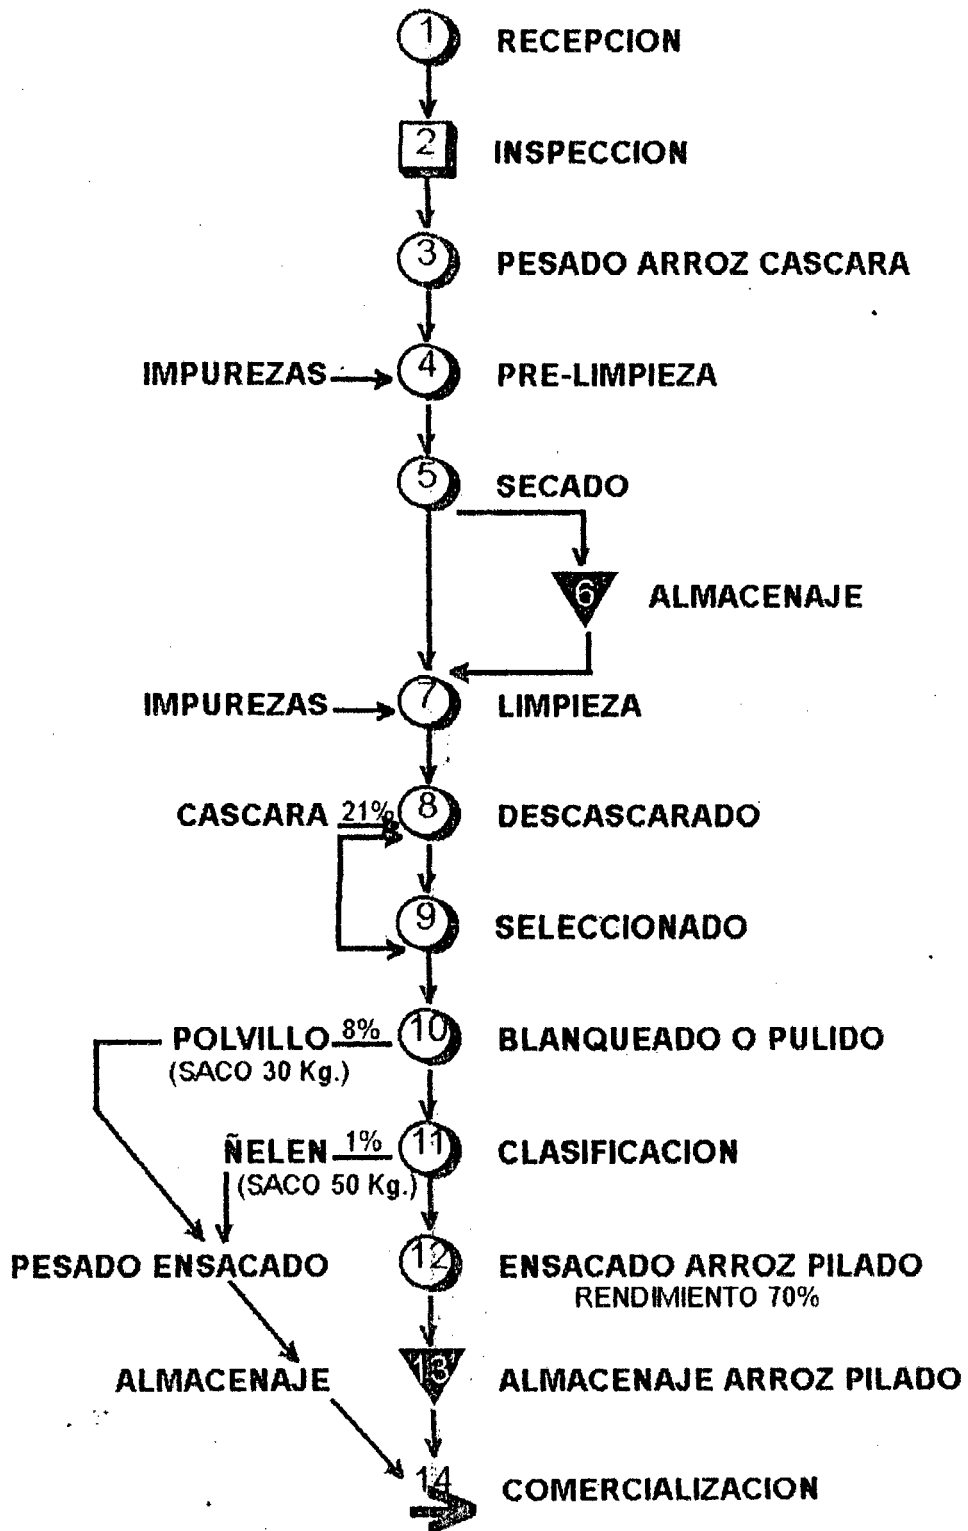 1 RECEPCION
2 INSPECCION
3 PESADO ARROZ CASCARA
IMPUREZAS 4 PRE-LIMPIEZA
5 SECADO
6 ALMACENAJE
IMPUREZAS 7 LIMPIEZA
CASCARA 21% 8 DESCASCARADO
9 SELECCIONADO
POLVILLO 8% 10 BLANQUEADO O PULIDO
(SACO 30 Kg.)
ÑELEN 1% 11 CLASIFICACION
(SACO 50 Kg.)
PESADO ENSACADO 12 ENSACADO ARROZ PILADO
RENDIMIENTO 70%
ALMACENAJE 13 ALMACENAJE ARROZ PILADO
14 COMERCIALIZACION